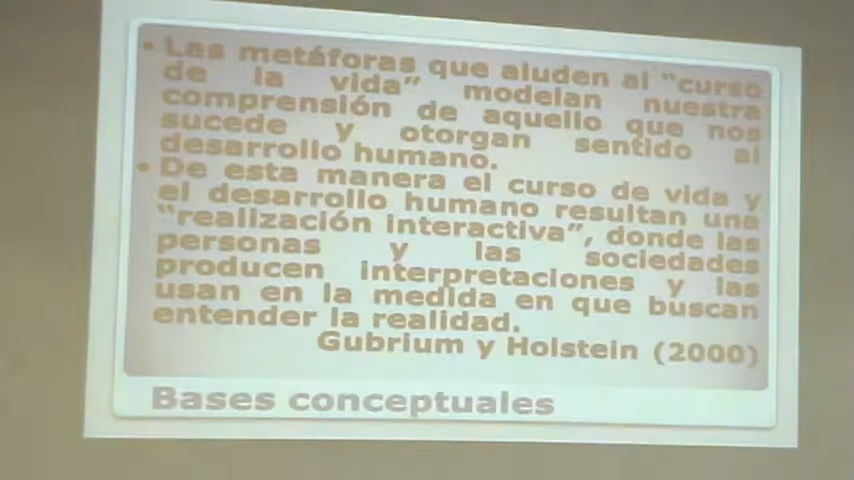 • Las metáforas que aluden al “curso
de la vida” modelan nuestra
comprensión de aquello que nos
sucede y otorgan sentido al
desarrollo humano.
• De esta manera el curso de vida y
el desarrollo humano resultan una
“realización interactiva”, donde las
personas y las sociedades
producen interpretaciones y las
usan en la medida en que buscan
entender la realidad.
Gubrium y Holstein (2000)
Bases conceptuales